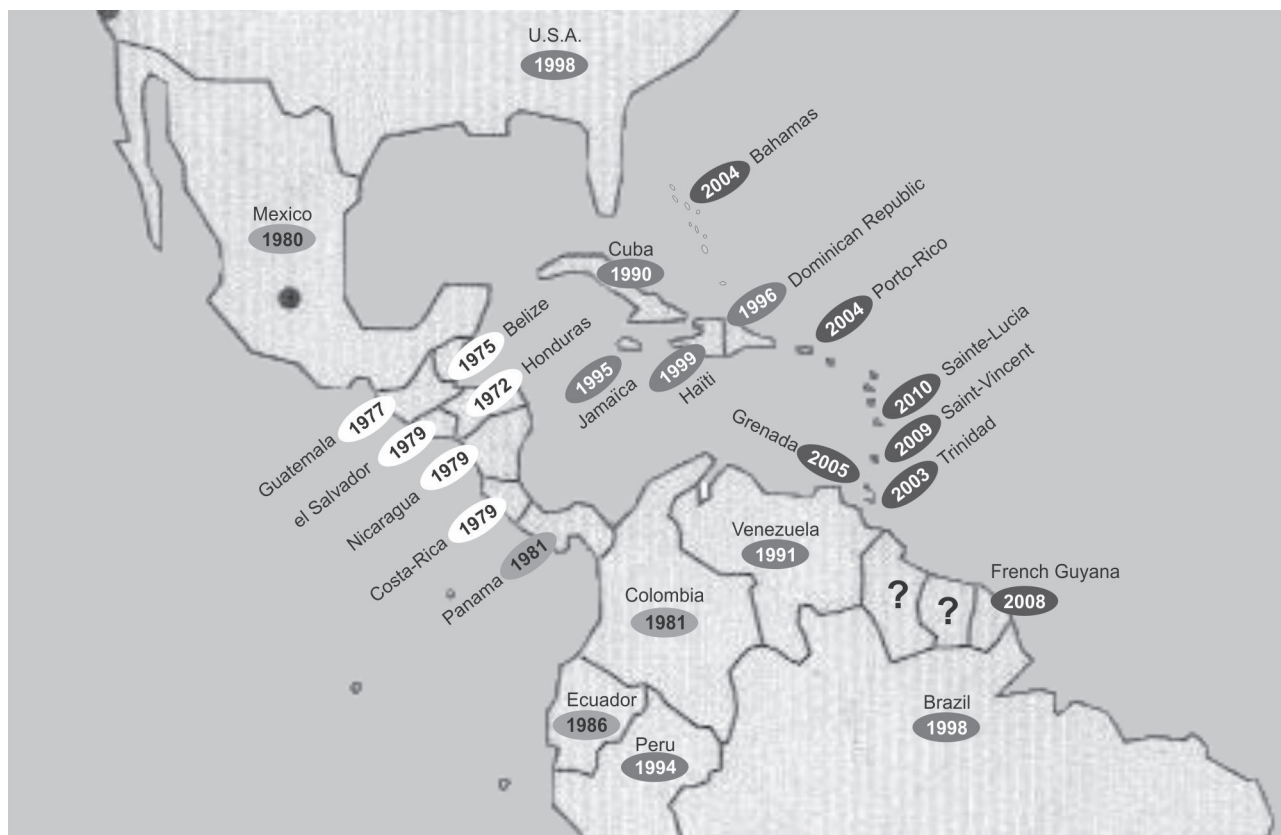 U.S.A.
1998
Bahamas
2004
Mexico
1980
Cuba
1990
Dominican Republic
1996
Porto-Rico
2004
Belize
1975
Honduras
1972
Jamaïca
1995
Haïti
1999
Sainte-Lucia
2010
Saint-Vincent
2009
Trinidad
2003
Grenada
2005
Guatemala
1977
el Salvador
1979
Nicaragua
1979
Costa-Rica
1979
Panama
1981
Venezuela
1991
Colombia
1981
?
?
French Guyana
2008
Ecuador
1986
Peru
1994
Brazil
1998